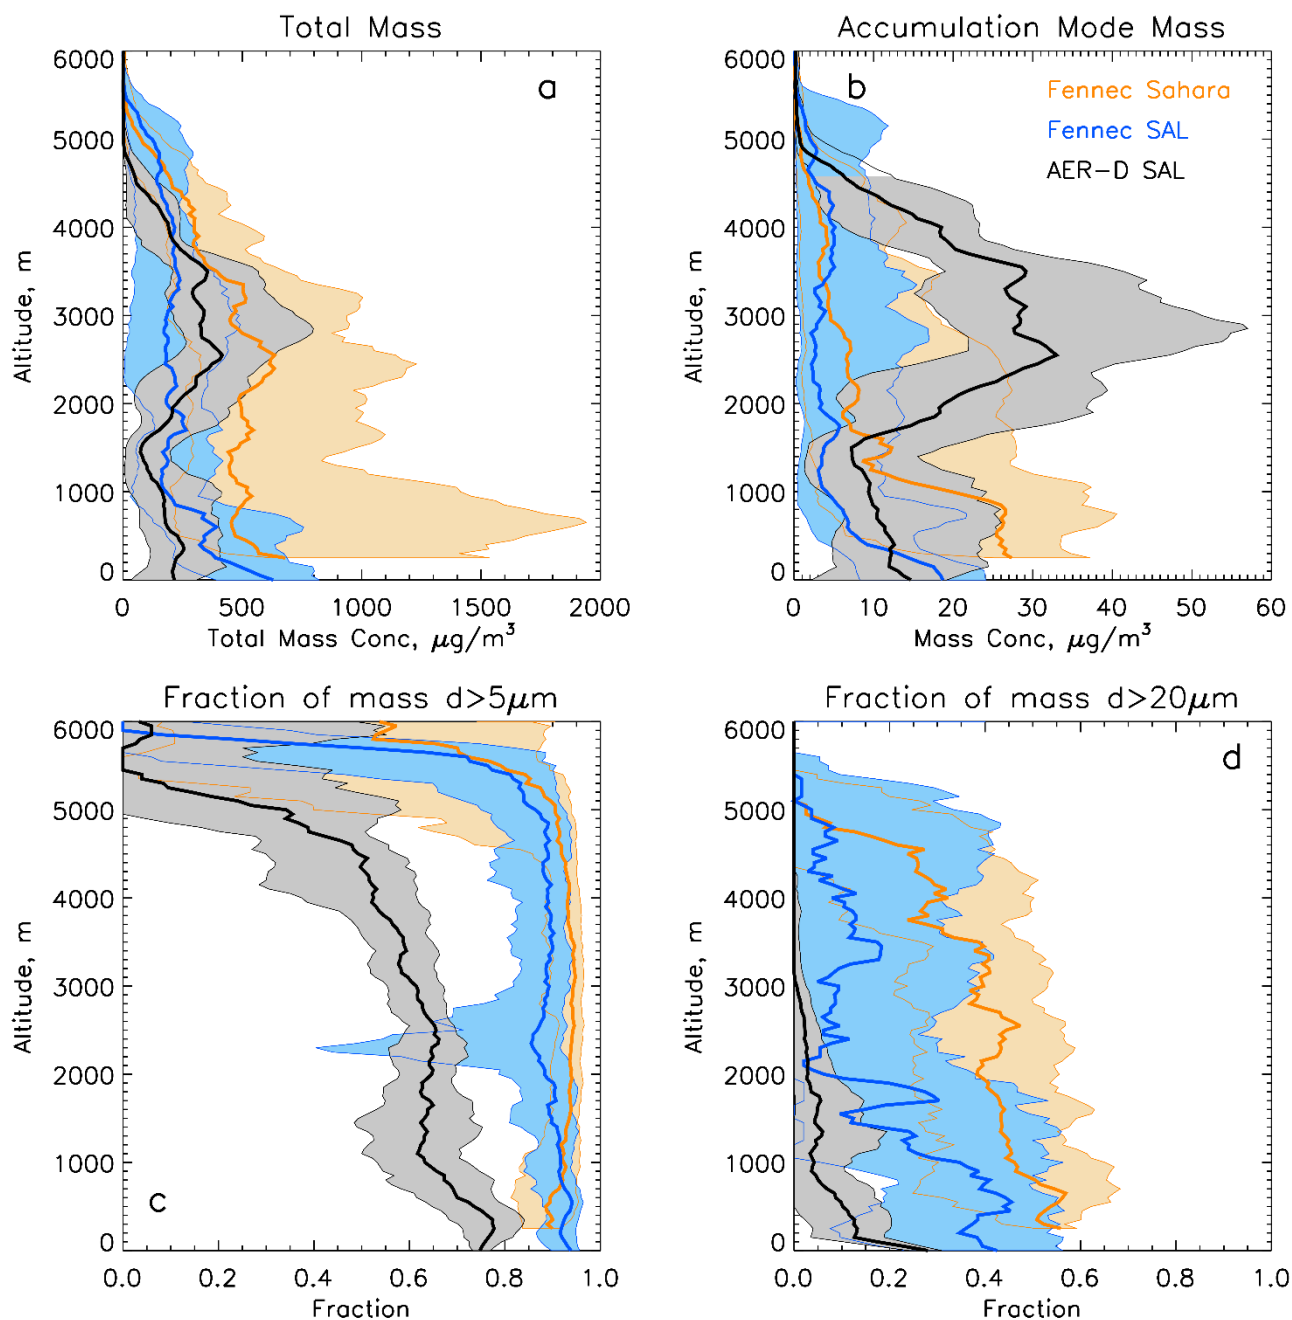 Total Mass
a
6000
5000
4000
3000
2000
1000
0
Altitude, m
0 500 1000 1500 2000
Total Mass Conc, μg/m³
Accumulation Mode Mass
b
Fennec Sahara
Fennec SAL
AER-D SAL
6000
5000
4000
3000
2000
1000
0
Altitude, m
0 10 20 30 40 50 60
Mass Conc, μg/m³
Fraction of mass d>5μm
6000
5000
4000
3000
2000
1000
0
Altitude, m
c
0.0 0.2 0.4 0.6 0.8 1.0
Fraction
Fraction of mass d>20μm
d
6000
5000
4000
3000
2000
1000
0
Altitude, m
0.0 0.2 0.4 0.6 0.8 1.0
Fraction